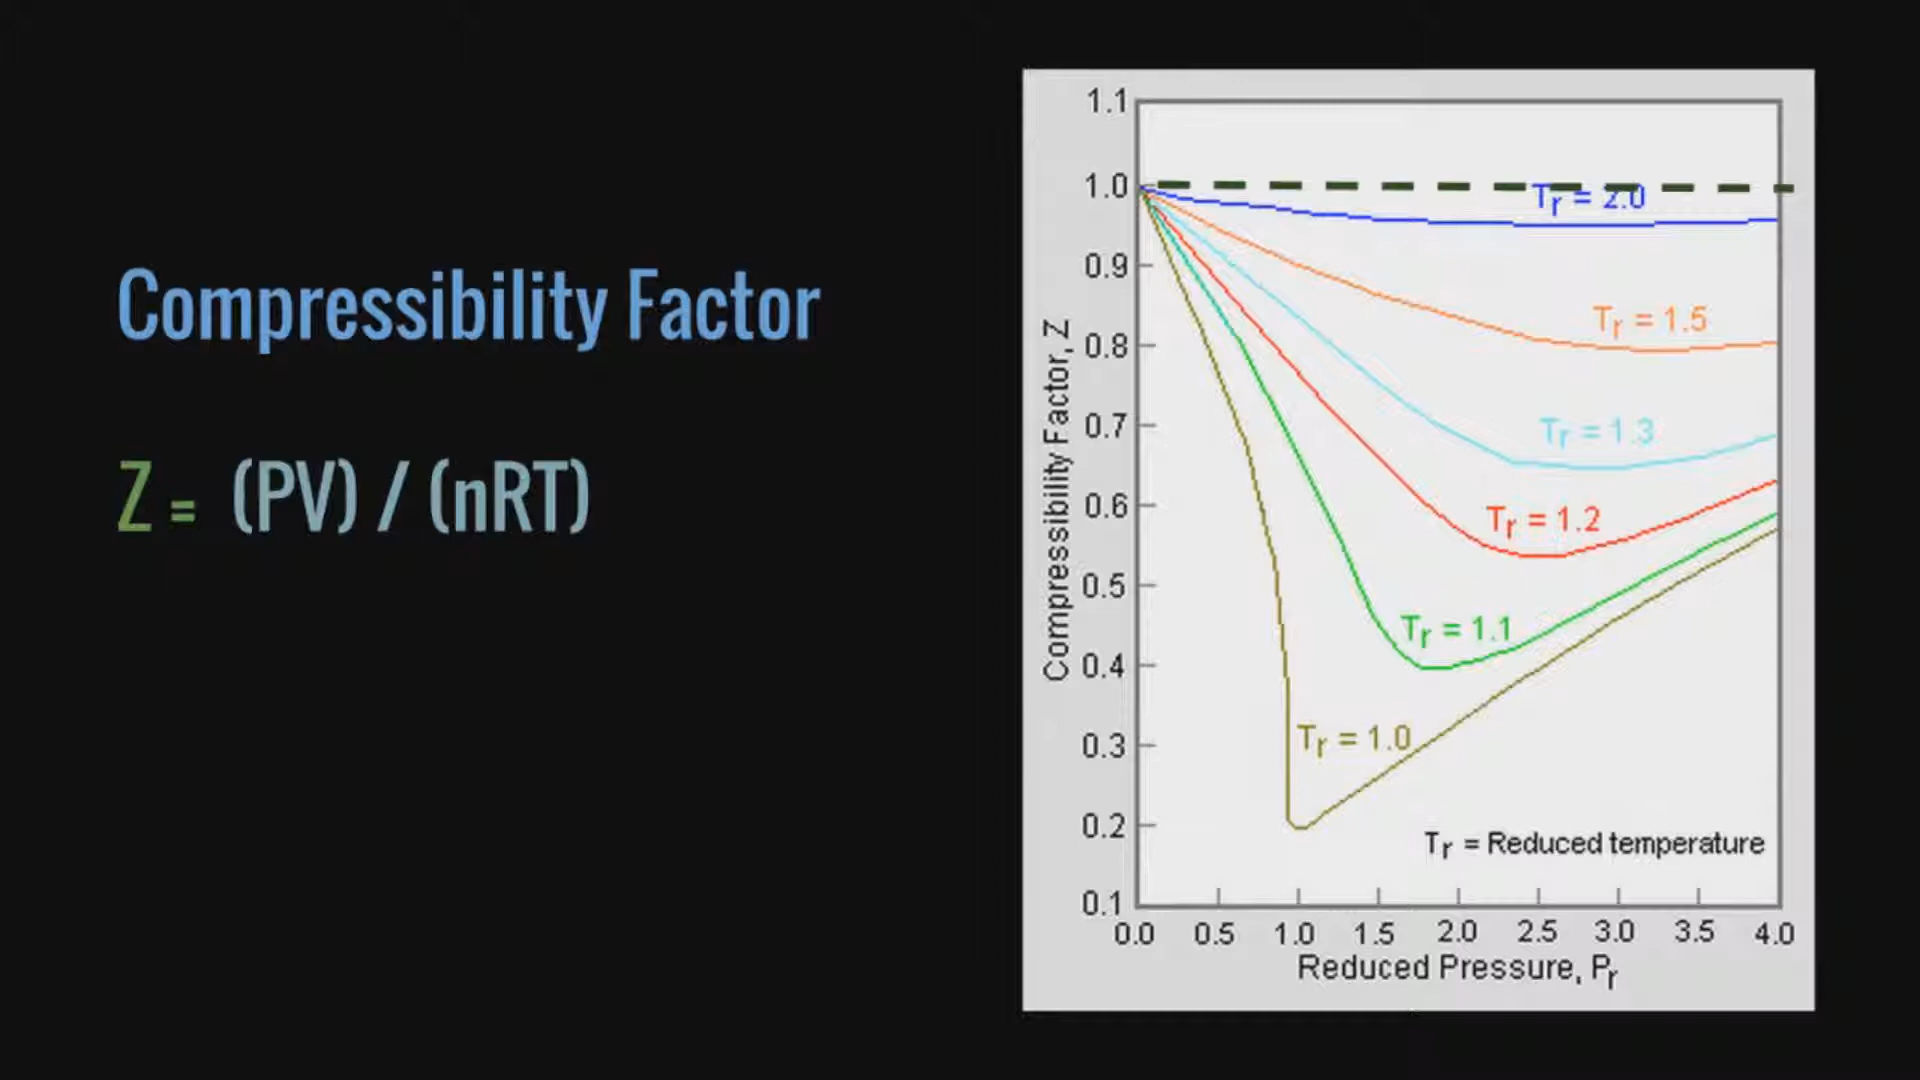 Compressibility Factor
Z = (PV) / (nRT)
1.1
1.0
0.9
0.8
0.7
0.6
0.5
0.4
0.3
0.2
0.1
Compressibility Factor, Z
Tr = 2.0
Tr = 1.5
Tr = 1.3
Tr = 1.2
Tr = 1.1
Tr = 1.0
Tr = Reduced temperature
0.0 0.5 1.0 1.5 2.0 2.5 3.0 3.5 4.0
Reduced Pressure, Pr